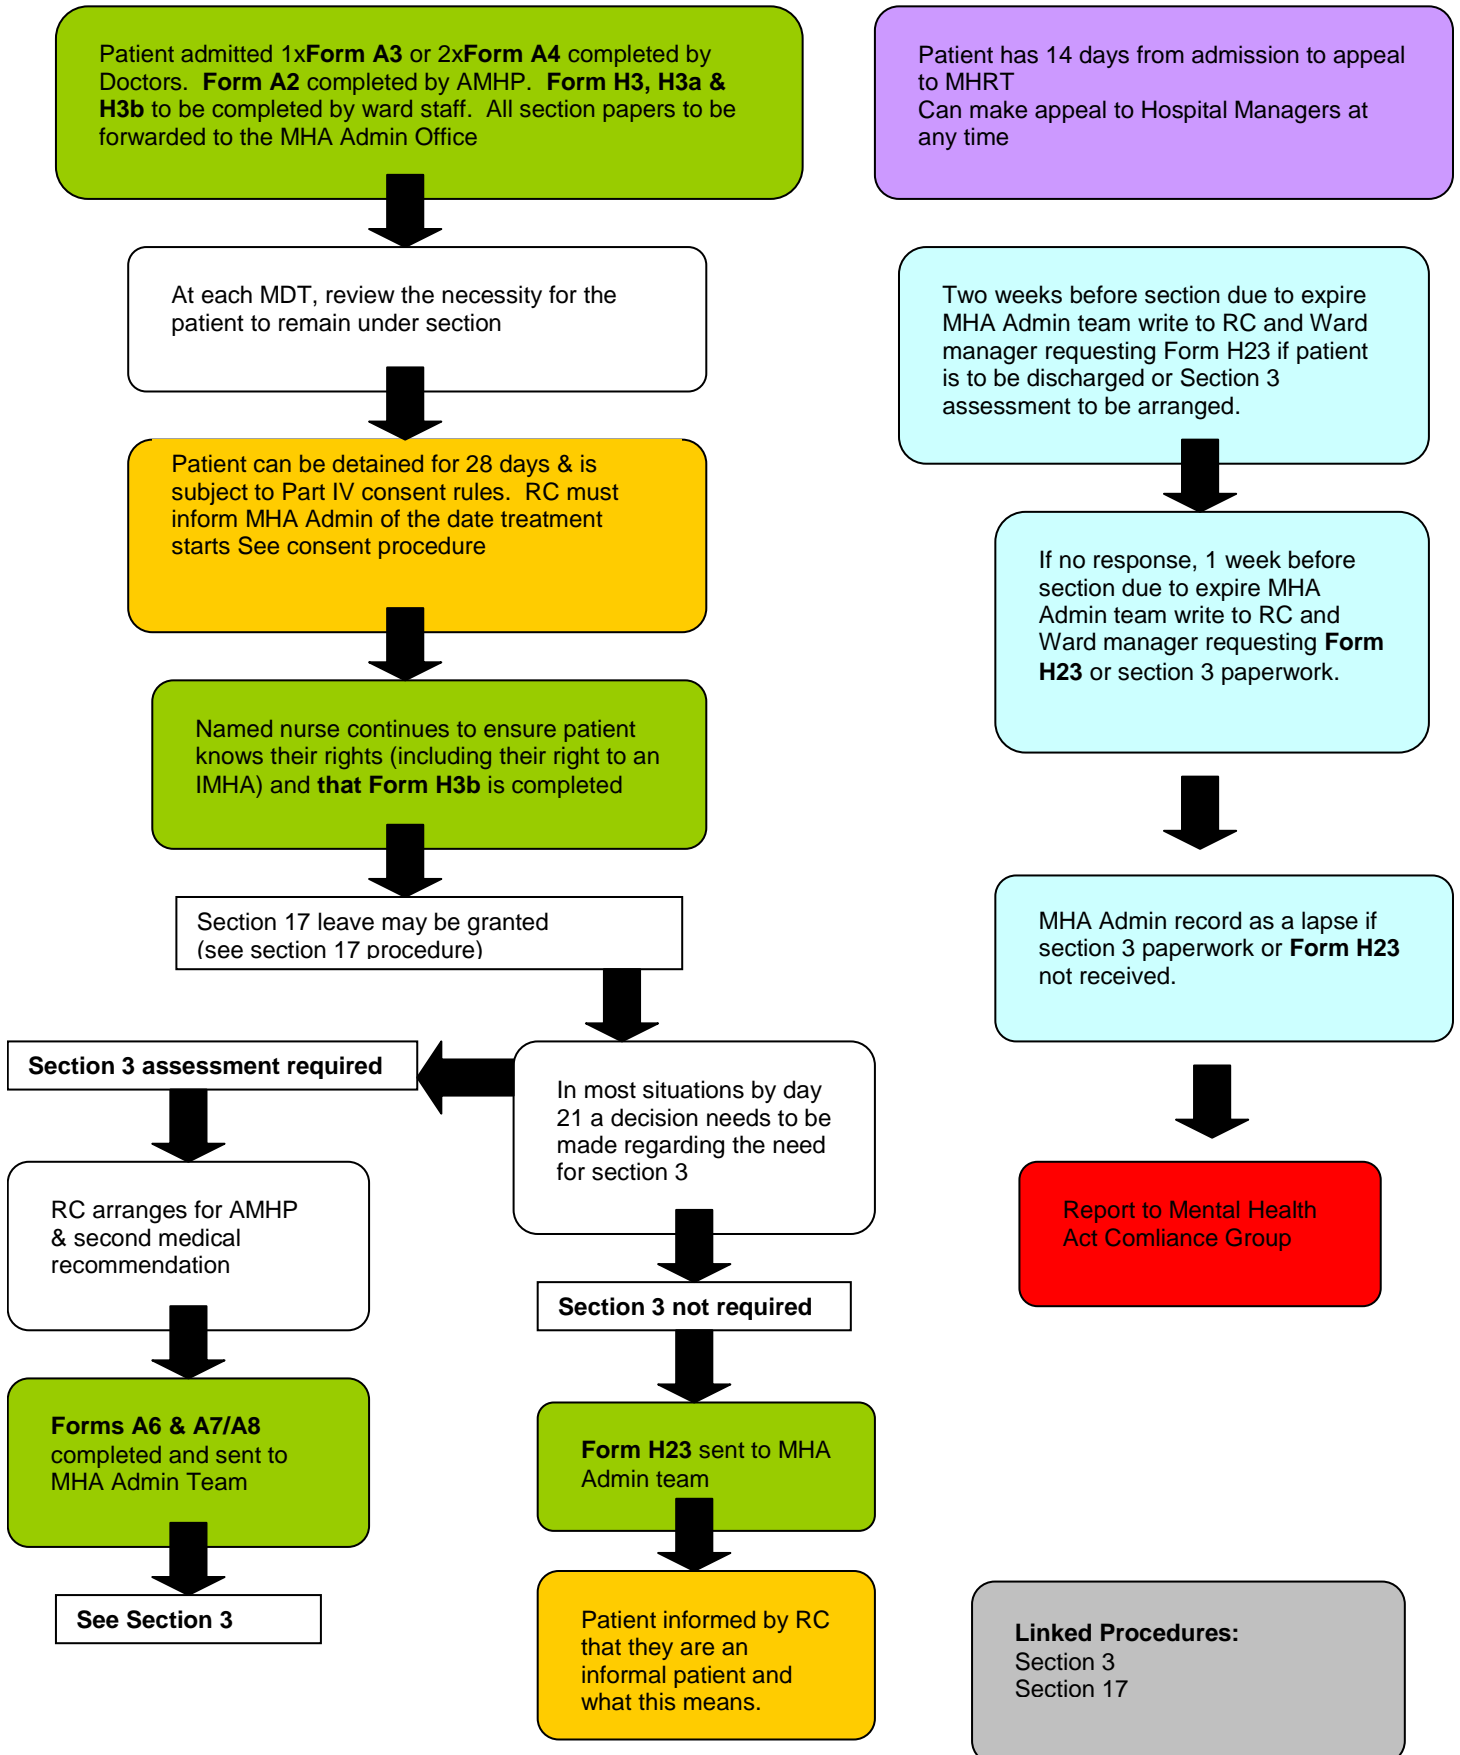 Patient admitted 1xForm A3 or 2xForm A4 completed by
Doctors. Form A2 completed by AMHP. Form H3, H3a &
H3b to be completed by ward staff. All section papers to be
forwarded to the MHA Admin Office
Patient has 14 days from admission to appeal
to MHRT
Can make appeal to Hospital Managers at
any time
At each MDT, review the necessity for the
patient to remain under section
Two weeks before section due to expire
MHA Admin team write to RC and Ward
manager requesting Form H23 if patient
is to be discharged or Section 3
assessment to be arranged.
Patient can be detained for 28 days & is
subject to Part IV consent rules. RC must
inform MHA Admin of the date treatment
starts See consent procedure
If no response, 1 week before
section due to expire MHA
Admin team write to RC and
Ward manager requesting Form
H23 or section 3 paperwork.
Named nurse continues to ensure patient
knows their rights (including their right to an
IMHA) and that Form H3b is completed
Section 17 leave may be granted
(see section 17 procedure)
MHA Admin record as a lapse if
section 3 paperwork or Form H23
not received.
Section 3 assessment required
In most situations by day
21 a decision needs to be
made regarding the need
for section 3
RC arranges for AMHP
& second medical
recommendation
Report to Mental Health
Act Comliance Group
Section 3 not required
Forms A6 & A7/A8
completed and sent to
MHA Admin Team
Form H23 sent to MHA
Admin team
See Section 3
Patient informed by RC
that they are an
informal patient and
what this means.
Linked Procedures:
Section 3
Section 17